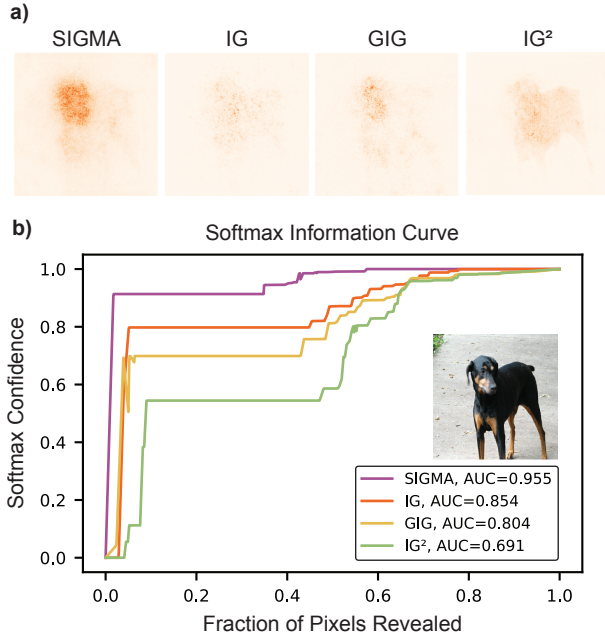 a)
SIGMA IG GIG IG²
b) Softmax Information Curve
Softmax Confidence
1.0
0.8
0.6
0.4
0.2
0.0
SIGMA, AUC=0.955
IG, AUC=0.854
GIG, AUC=0.804
IG², AUC=0.691
0.0 0.2 0.4 0.6 0.8 1.0
Fraction of Pixels Revealed